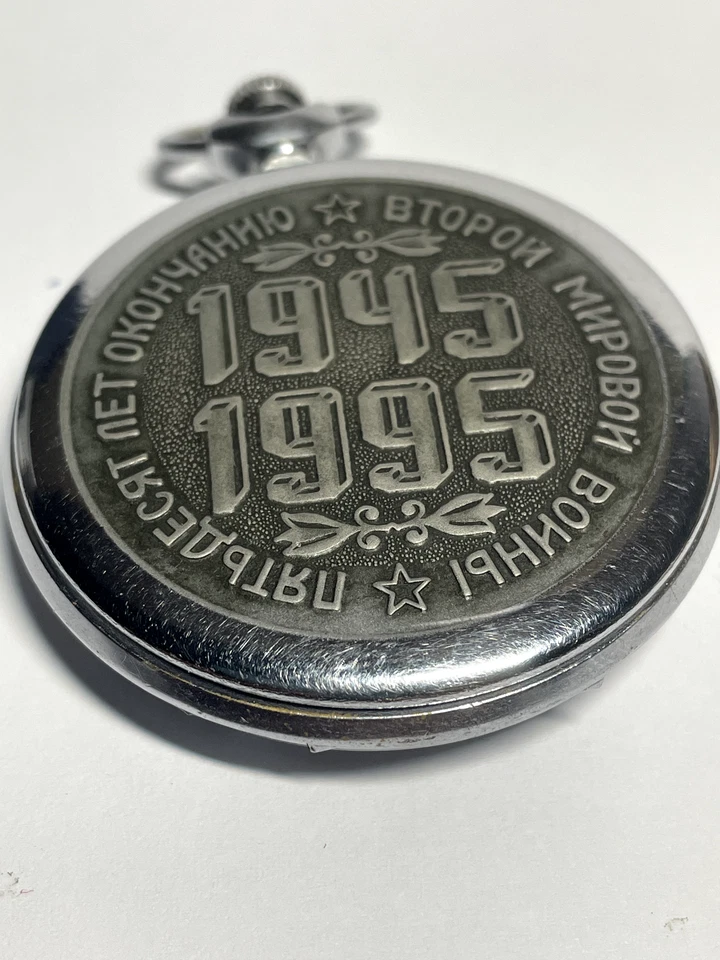 ПЯТЬДЕСЯТ ЛЕТ ОКОНЧАНИЮ
ВТОРОЙ МИРОВОЙ ВОЙНЫ
1945
1995